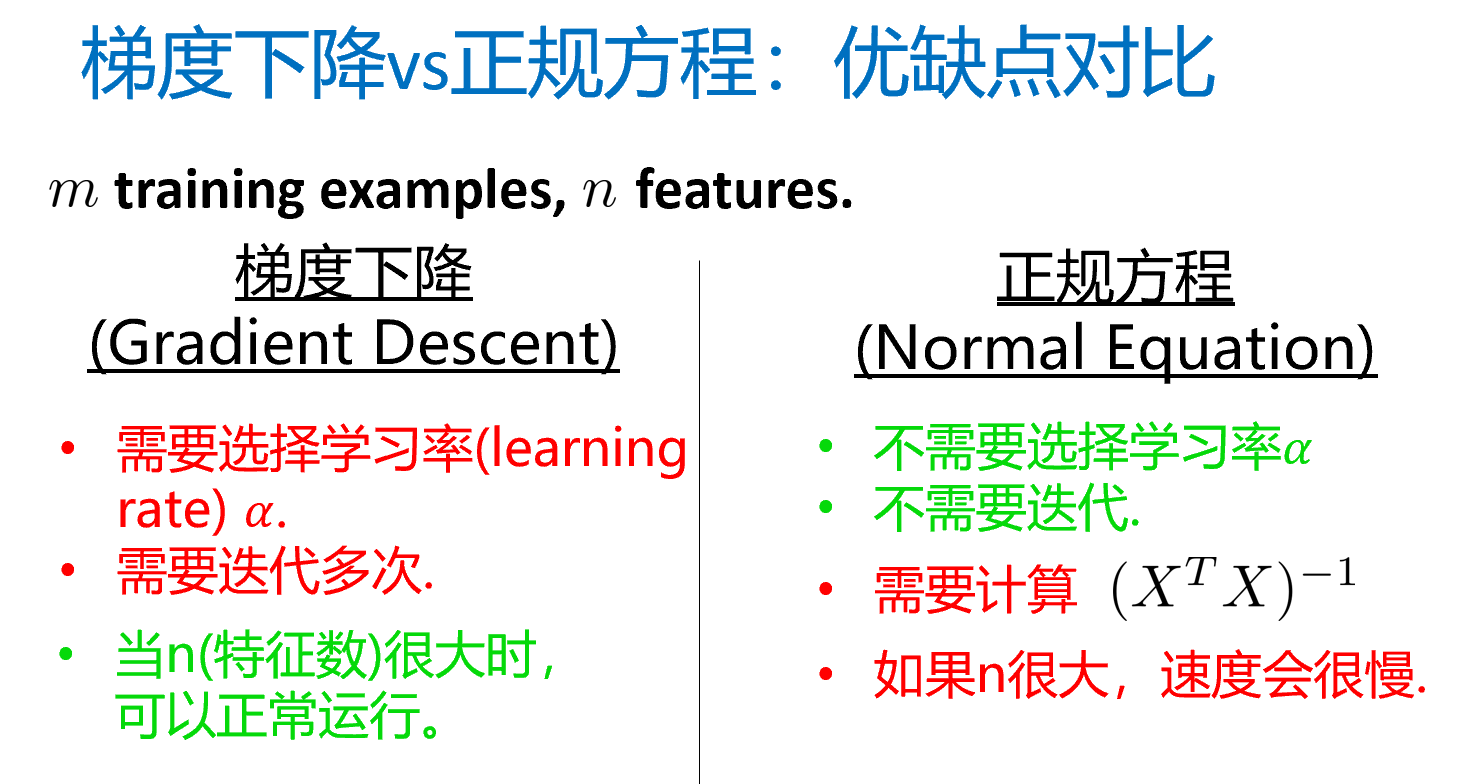 梯度下降vs正规方程：优缺点对比
m training examples, n features.
梯度下降
(Gradient Descent)
• 需要选择学习率(learning
rate) α.
• 需要迭代多次.
• 当n(特征数)很大时，
可以正常运行。
正规方程
(Normal Equation)
• 不需要选择学习率α
• 不需要迭代.
• 需要计算 (XᵀX)⁻¹
• 如果n很大，速度会很慢.